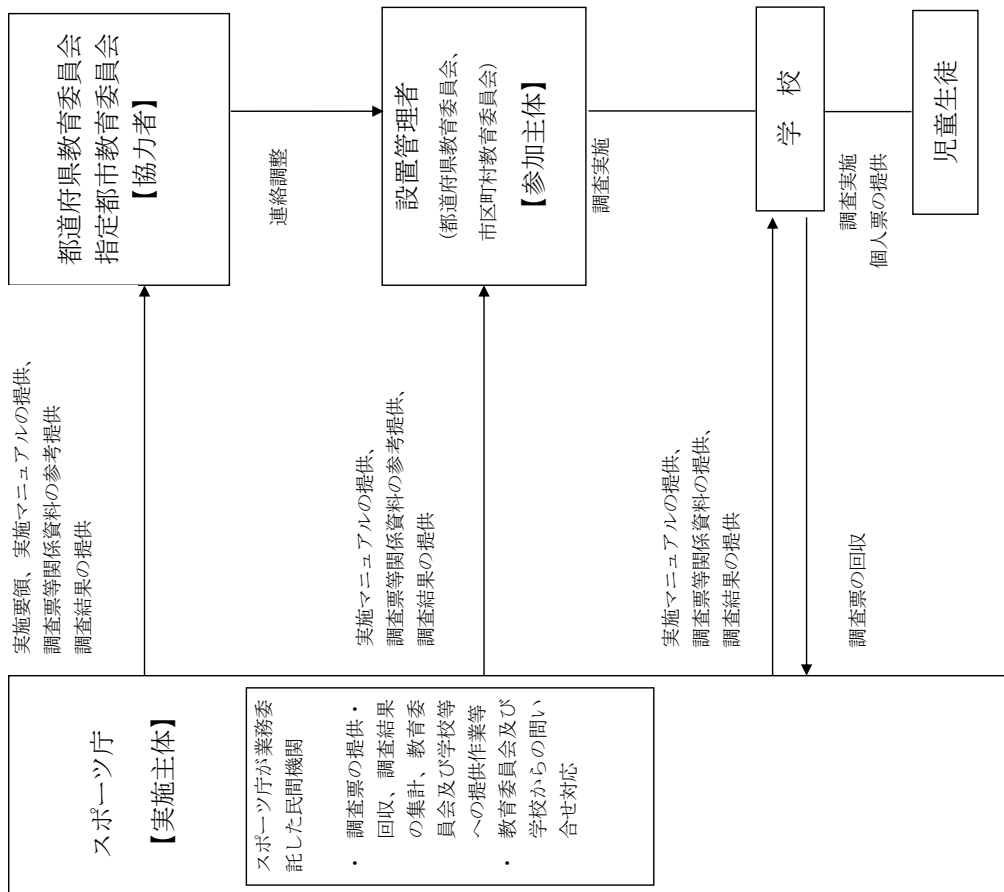 スポーツ庁
【実施主体】
スポーツ庁が業務委
託した民間機関
・ 調査票の提供・
回収、調査結果
の集計、教育委
員会及び学校等
への提供作業等
・ 教育委員会及び
学校からの問い
合せ対応
実施要領、実施マニュアルの提供、
調査票等関係資料の参考提供
調査結果の提供
都道府県教育委員会
指定都市教育委員会
【協力者】
連絡調整
実施マニュアルの提供、
調査票等関係資料の参考提供、
調査結果の提供
設置管理者
(都道府県教育委員会、
市区町村教育委員会)
【参加主体】
調査実施
実施マニュアルの提供、
調査票等関係資料の提供、
調査結果の提供
調査票の回収
学 校
調査実施
個人票の提供
児童生徒